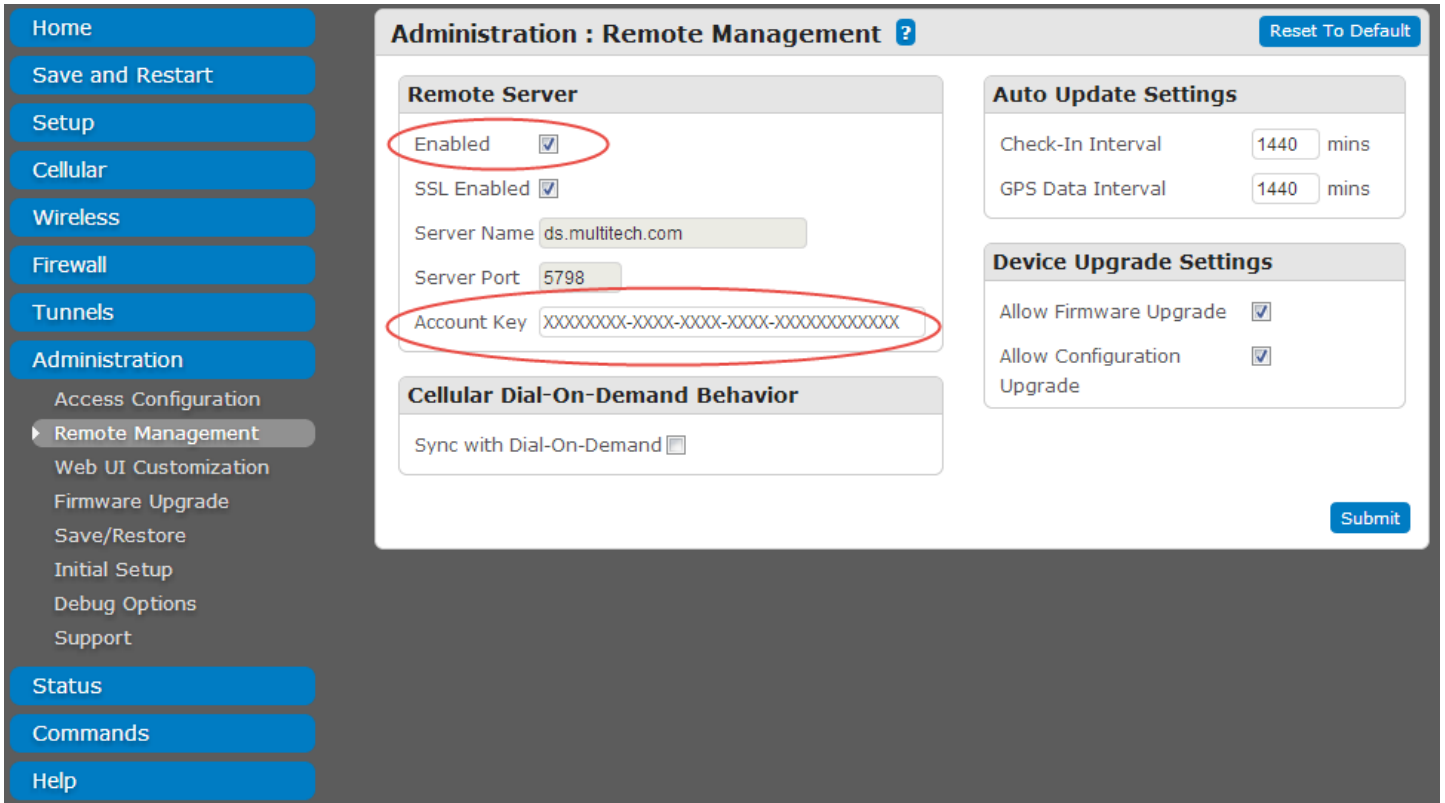 Home
Save and Restart
Setup
Cellular
Wireless
Firewall
Tunnels
Administration
Access Configuration
Remote Management
Web UI Customization
Firmware Upgrade
Save/Restore
Initial Setup
Debug Options
Support
Status
Commands
Help
Administration : Remote Management ?
Reset To Default
Remote Server
Enabled
SSL Enabled
Server Name ds.multitech.com
Server Port 5798
Account Key XXXXXXXX-XXXX-XXXX-XXXX-XXXXXXXXXXXX
Cellular Dial-On-Demand Behavior
Sync with Dial-On-Demand
Auto Update Settings
Check-In Interval 1440 mins
GPS Data Interval 1440 mins
Device Upgrade Settings
Allow Firmware Upgrade
Allow Configuration
Upgrade
Submit